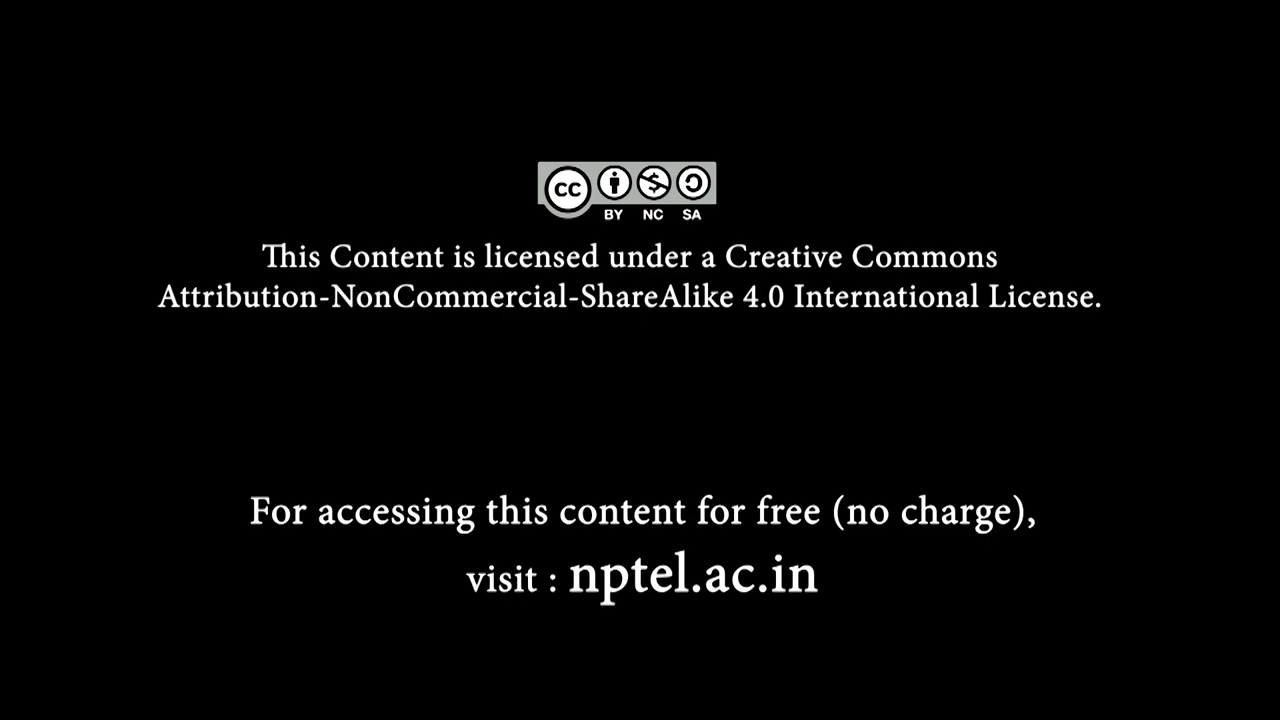 cc
BY NC SA
This Content is licensed under a Creative Commons
Attribution-NonCommercial-ShareAlike 4.0 International License.
For accessing this content for free (no charge),
visit : nptel.ac.in